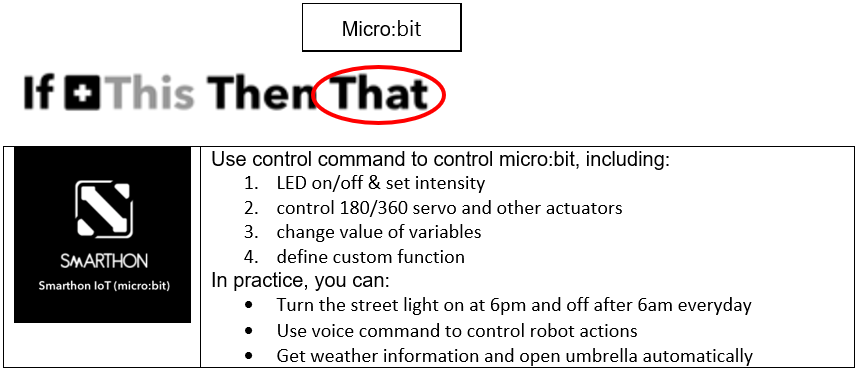 Micro:bit
If + This Then That
Use control command to control micro:bit, including:
1. LED on/off & set intensity
2. control 180/360 servo and other actuators
3. change value of variables
4. define custom function
SMARTHON
Smarthon IoT (micro:bit)
In practice, you can:
• Turn the street light on at 6pm and off after 6am everyday
• Use voice command to control robot actions
• Get weather information and open umbrella automatically